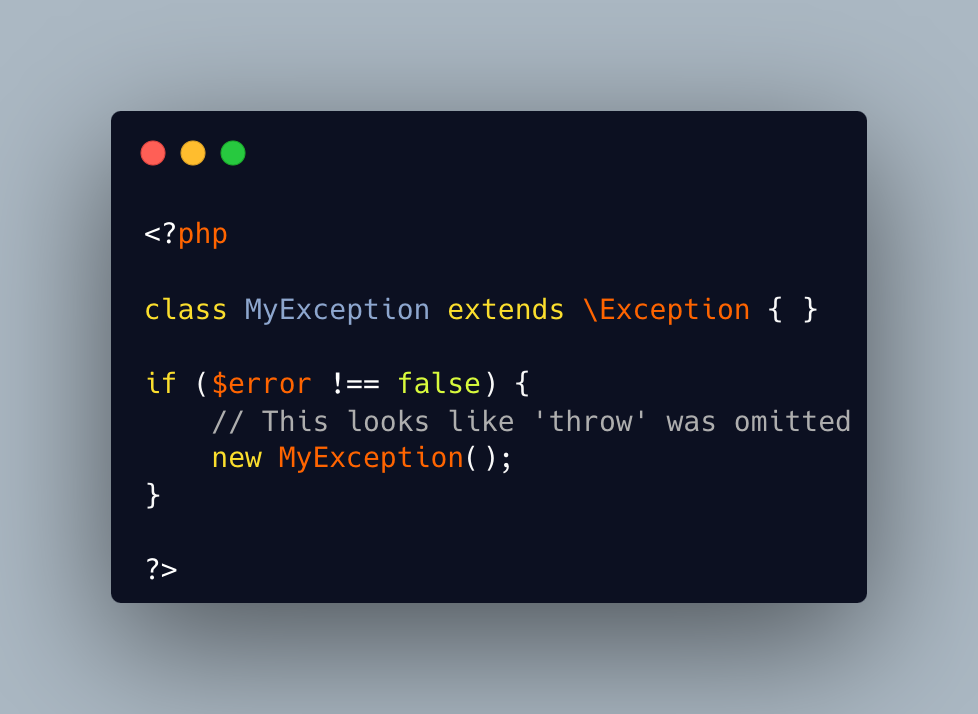 <?php
class MyException extends \Exception { }
if ($error !== false) {
    // This looks like 'throw' was omitted
    new MyException();
}
?>